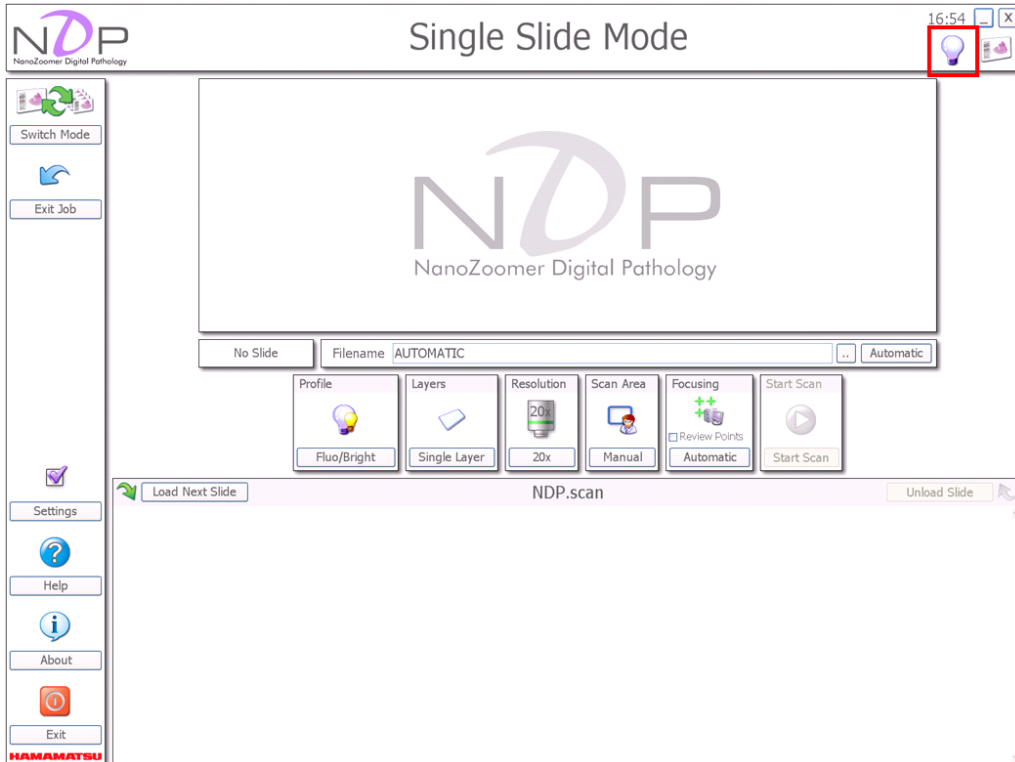 NDP
NanoZoomer Digital Pathology
Single Slide Mode
16:54
_ X
Switch Mode
Exit Job
NDP
NanoZoomer Digital Pathology
No Slide
Filename AUTOMATIC .. Automatic
Profile Layers Resolution Scan Area Focusing Start Scan
20x
Review Points
Fluo/Bright Single Layer 20x Manual Automatic Start Scan
Load Next Slide NDP.scan Unload Slide
Settings
?
Help
i
About
Exit
HAMAMATSU